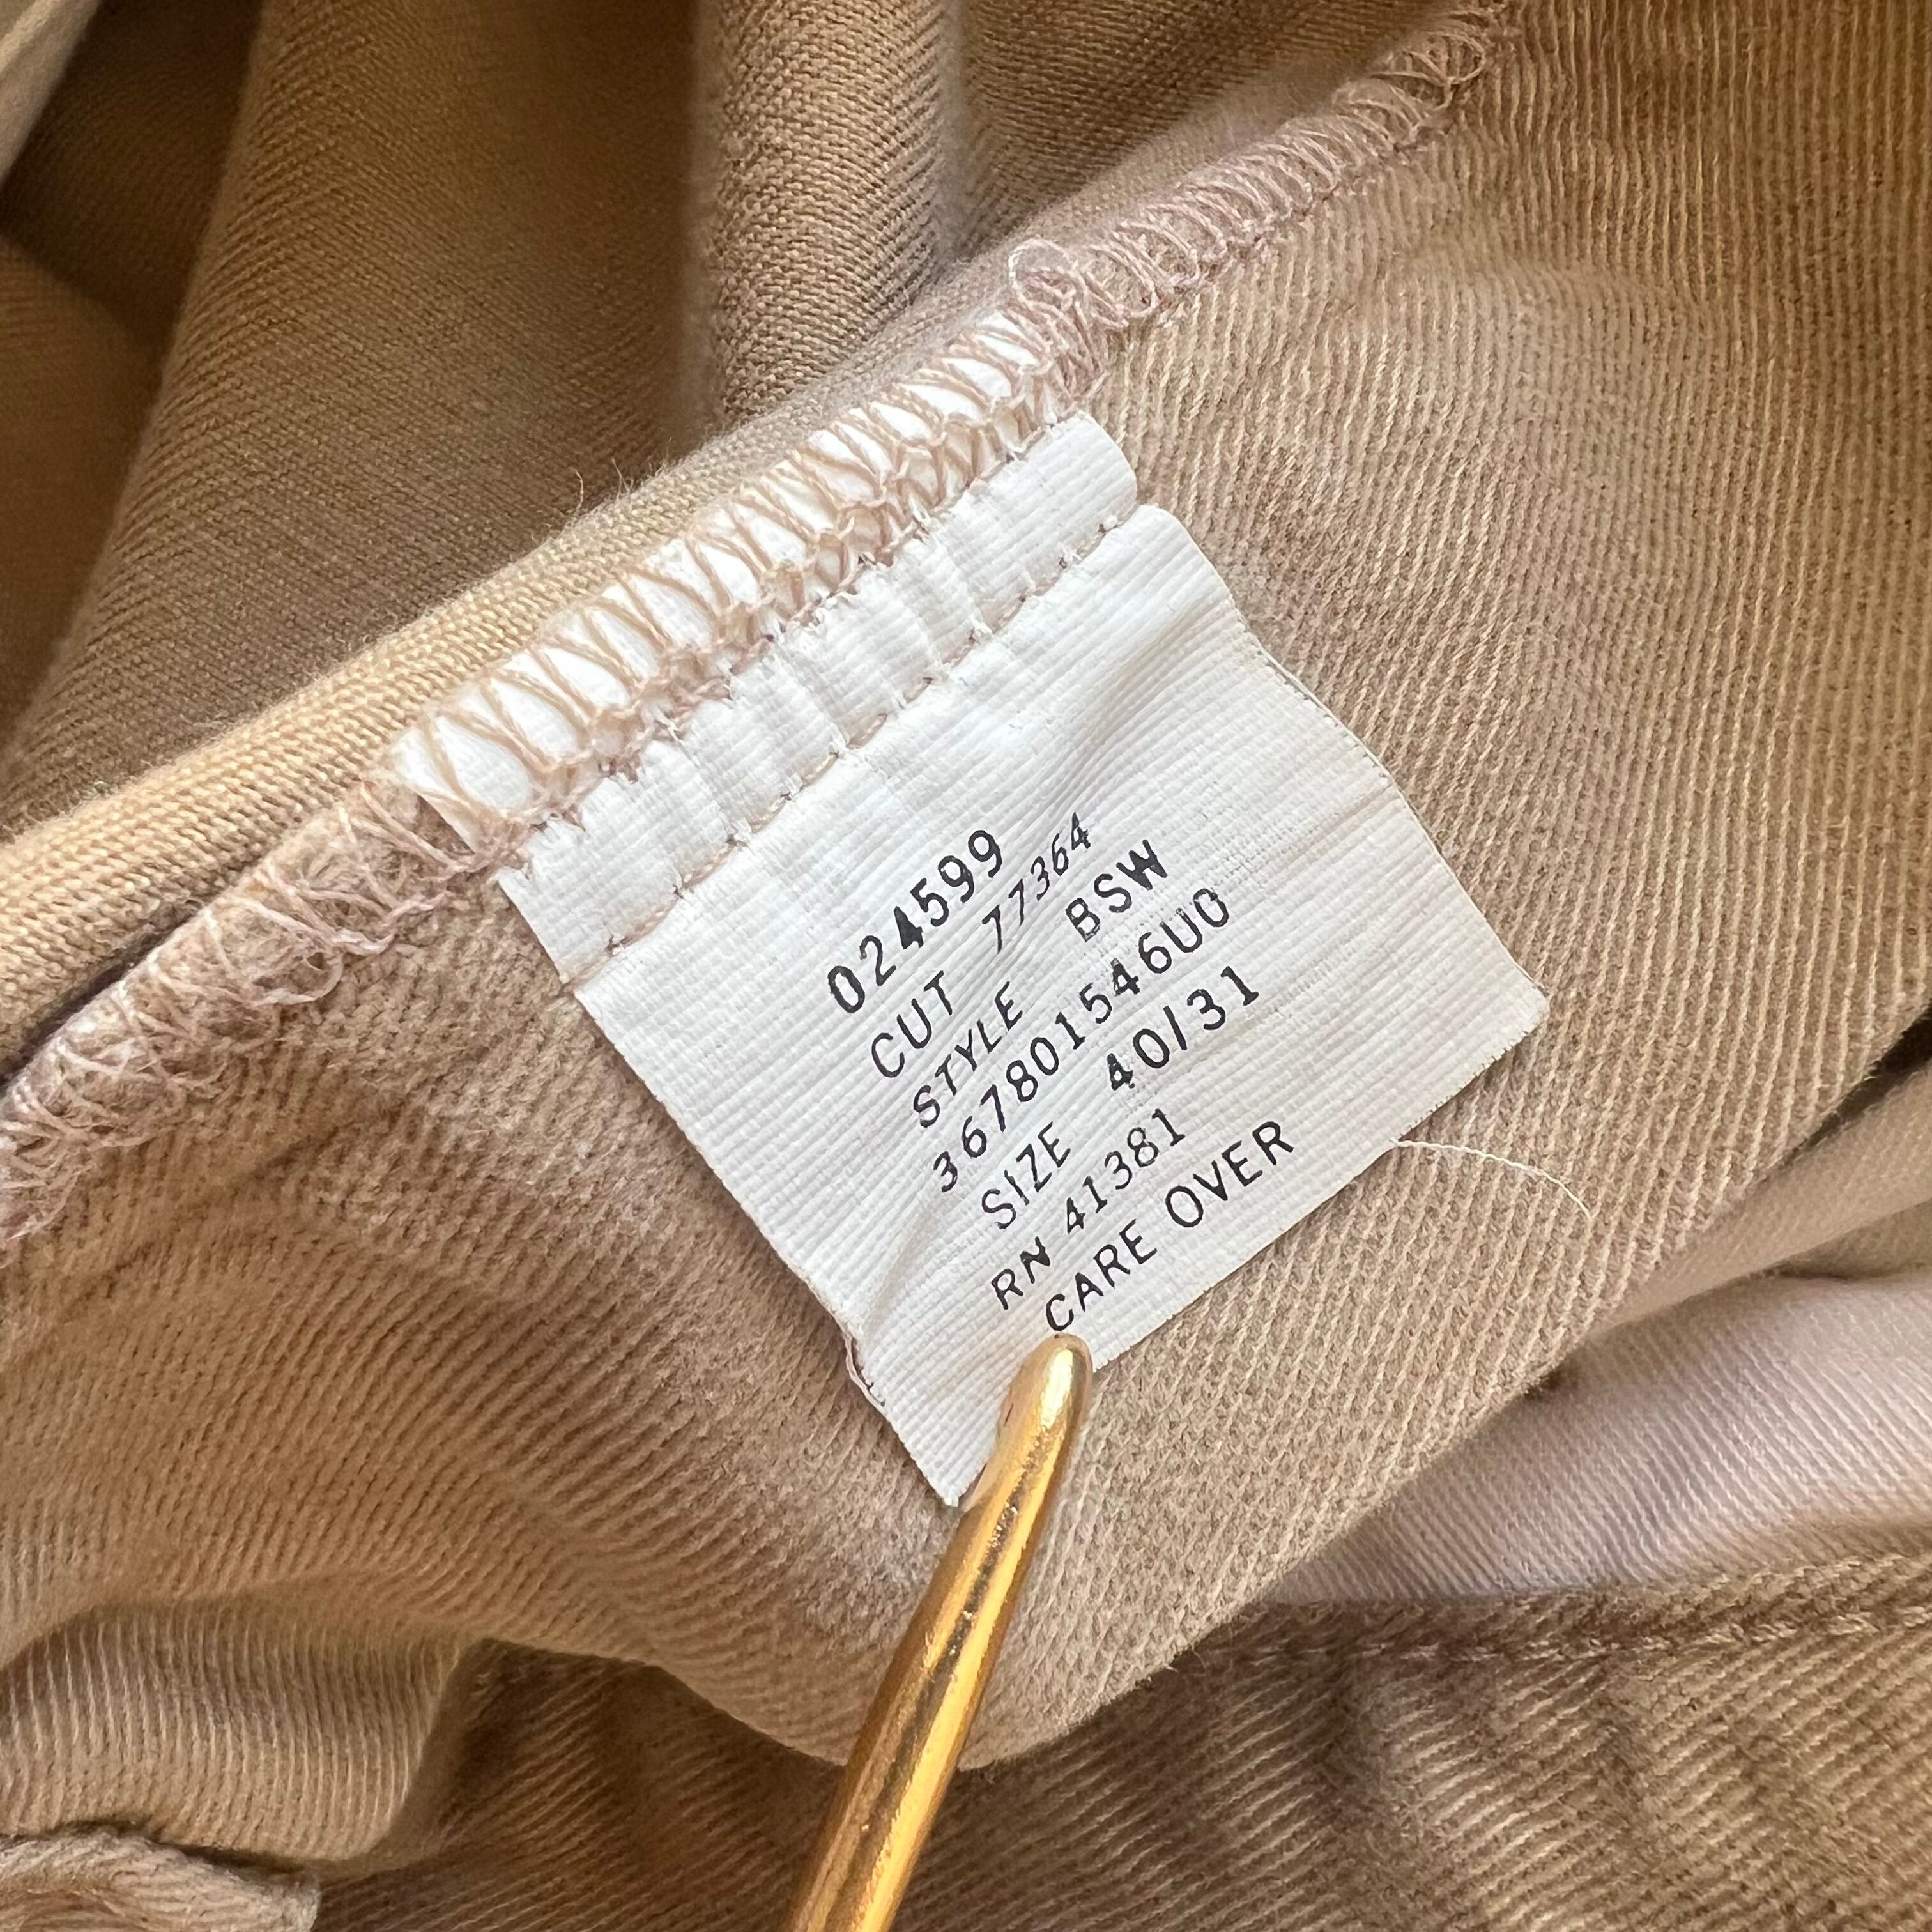 024599
CUT 77364
STYLE BSW
367801546U0
SIZE 40/31
RN 41381
CARE OVER